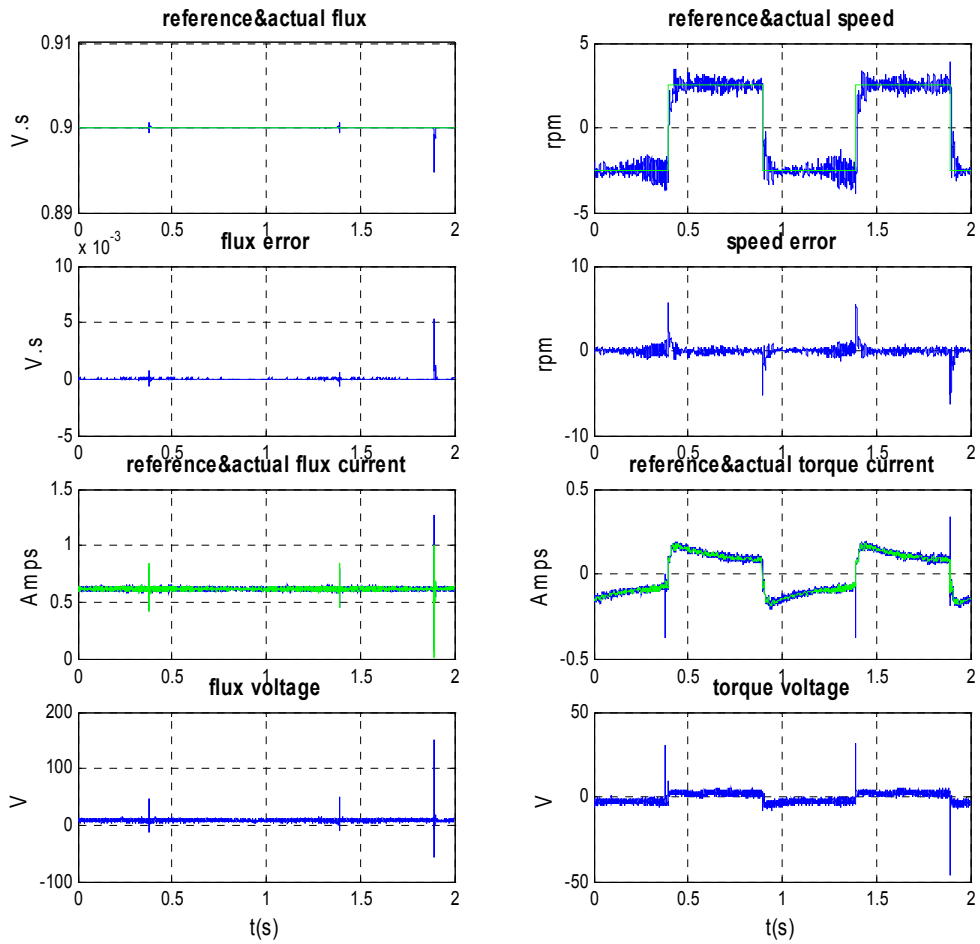 reference&actual flux
reference&actual speed
0.91
0.9
0.89
V.s
0 0.5 1 1.5 2
5
0
-5
rpm
0 0.5 1 1.5 2
x 10⁻³
flux error
speed error
10
5
0
-5
V.s
0 0.5 1 1.5 2
10
0
-10
rpm
0 0.5 1 1.5 2
reference&actual flux current
reference&actual torque current
1.5
1
0.5
0
Amps
0 0.5 1 1.5 2
0.5
0
-0.5
Amps
0 0.5 1 1.5 2
flux voltage
torque voltage
200
100
0
-100
V
0 0.5 1 1.5 2
t(s)
50
0
-50
V
0 0.5 1 1.5 2
t(s)